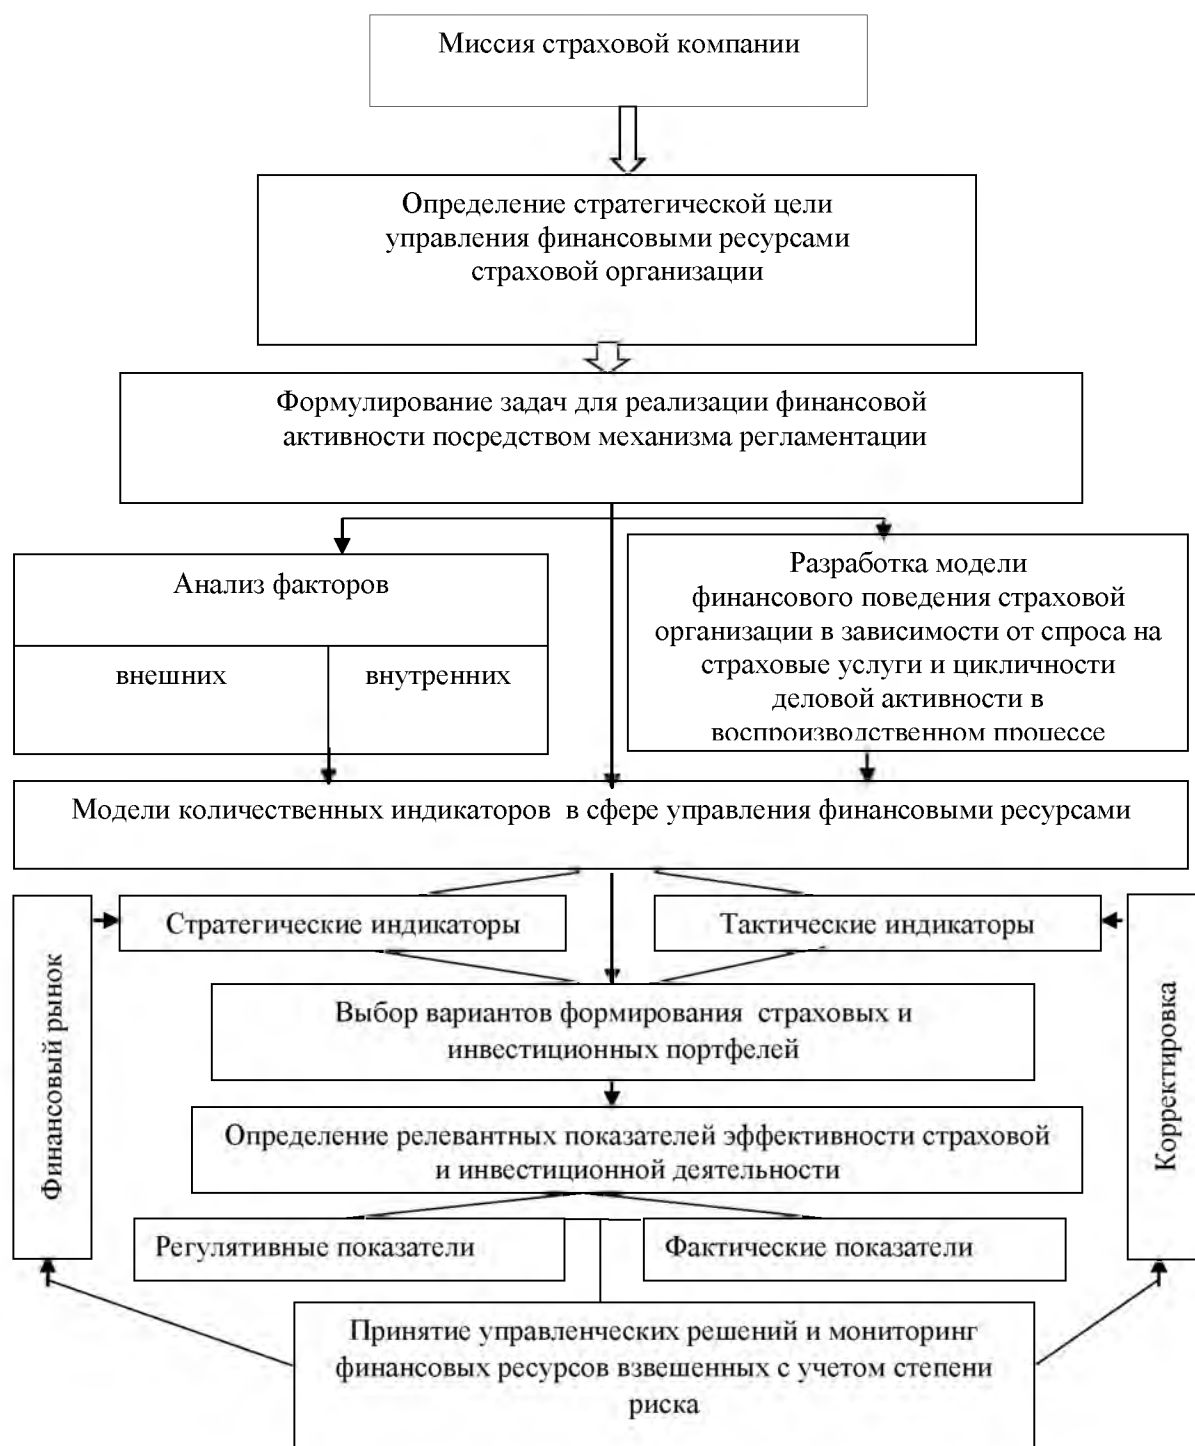 Миссия страховой компании
Определение стратегической цели
управления финансовыми ресурсами
страховой организации
Формулирование задач для реализации финансовой
активности посредством механизма регламентации
Анализ факторов
внешних
внутренних
Разработка модели
финансового поведения страховой
организации в зависимости от спроса на
страховые услуги и цикличности
деловой активности в
воспроизводственном процессе
Модели количественных индикаторов в сфере управления финансовыми ресурсами
Финансовый рынок
Стратегические индикаторы
Тактические индикаторы
Корректировка
Выбор вариантов формирования страховых и
инвестиционных портфелей
Определение релевантных показателей эффективности страховой
и инвестиционной деятельности
Регулятивные показатели
Фактические показатели
Принятие управленческих решений и мониторинг
финансовых ресурсов взвешенных с учетом степени
риска